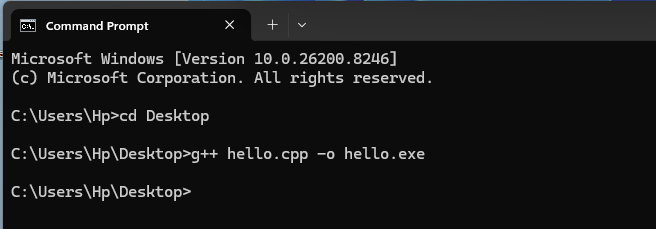 Command Prompt
Microsoft Windows [Version 10.0.26200.8246]
(c) Microsoft Corporation. All rights reserved.
C:\Users\Hp>cd Desktop
C:\Users\Hp\Desktop>g++ hello.cpp -o hello.exe
C:\Users\Hp\Desktop>